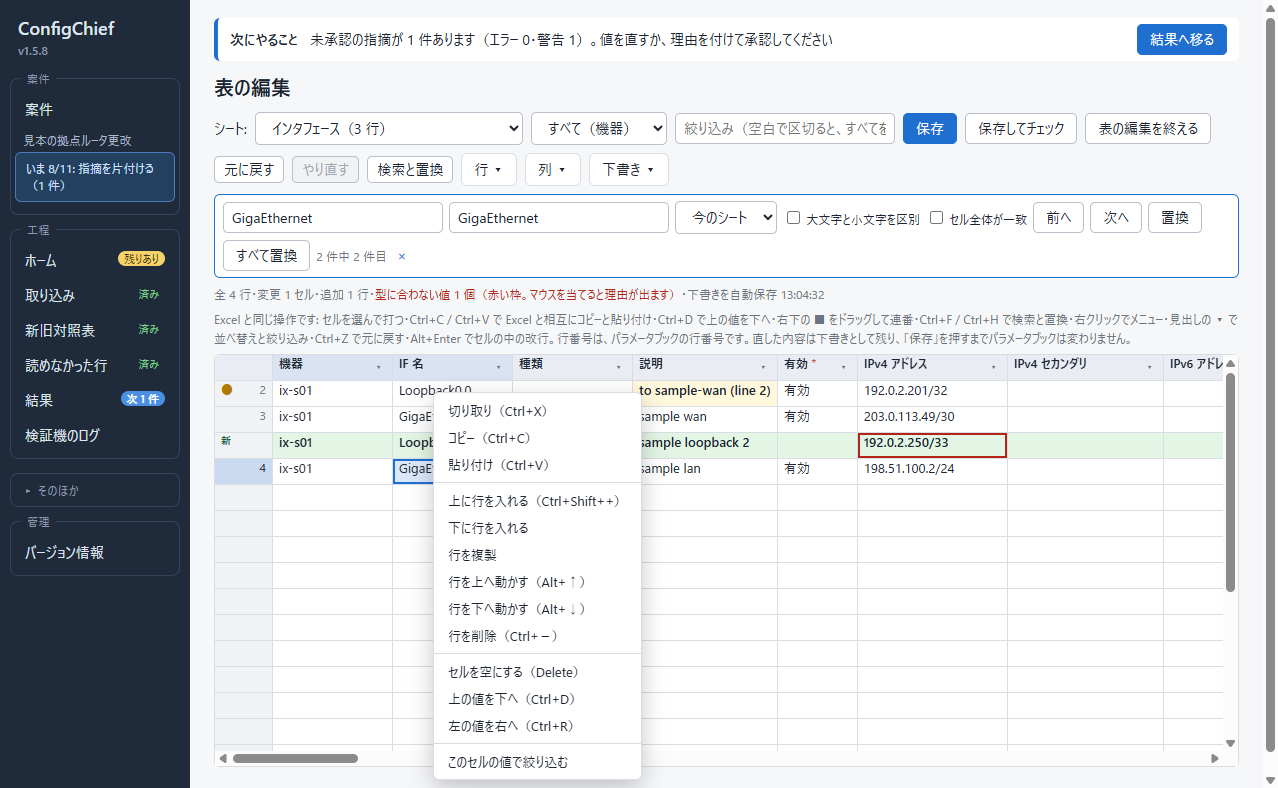 ConfigChief
v1.5.8
案件
案件
見本の拠点ルータ更改
いま 8/11: 指摘を片付ける
（1 件）
工程
ホーム 残りあり
取り込み 済み
新旧対照表 済み
読めなかった行 済み
結果 次 1 件
検証機のログ
▸ そのほか
管理
バージョン情報
次にやること 未承認の指摘が 1 件あります（エラー 0・警告 1）。値を直すか、理由を付けて承認してください 結果へ移る
表の編集
シート: インタフェース（3 行） すべて（機器） 絞り込み（空白で区切ると、すべてを 保存 保存してチェック 表の編集を終える
元に戻す やり直す 検索と置換 行 ▾ 列 ▾ 下書き ▾
GigaEthernet GigaEthernet 今のシート 大文字と小文字を区別 セル全体が一致 前へ 次へ 置換
すべて置換 2 件中 2 件目 ×
全 4 行・変更 1 セル・追加 1 行・型に合わない値 1 個（赤い枠。マウスを当てると理由が出ます）・下書きを自動保存 13:04:32
Excel と同じ操作です: セルを選んで打つ・Ctrl+C / Ctrl+V で Excel と相互にコピーと貼り付け・Ctrl+D で上の値を下へ・右下の ■ をドラッグして連番・Ctrl+F / Ctrl+H で検索と置換・右クリックでメニュー・見出しの ▾ で
並べ替えと絞り込み・Ctrl+Z で元に戻す・Alt+Enter でセルの中の改行。行番号は、パラメータブックの行番号です。直した内容は下書きとして残り、「保存」を押すまでパラメータブックは変わりません。
機器 IF 名 種類 説明 有効 * IPv4 アドレス IPv4 セカンダリ IPv6 アドレ
2 ix-s01 Loopback0.0 to sample-wan (line 2) 有効 192.0.2.201/32
3 ix-s01 GigaE sample wan 有効 203.0.113.49/30
新 ix-s01 Loopb sample loopback 2 192.0.2.250/33
4 ix-s01 GigaE sample lan 有効 198.51.100.2/24
切り取り（Ctrl+X）
コピー（Ctrl+C）
貼り付け（Ctrl+V）
上に行を入れる（Ctrl+Shift++）
下に行を入れる
行を複製
行を上へ動かす（Alt+↑）
行を下へ動かす（Alt+↓）
行を削除（Ctrl+−）
セルを空にする（Delete）
上の値を下へ（Ctrl+D）
左の値を右へ（Ctrl+R）
このセルの値で絞り込む